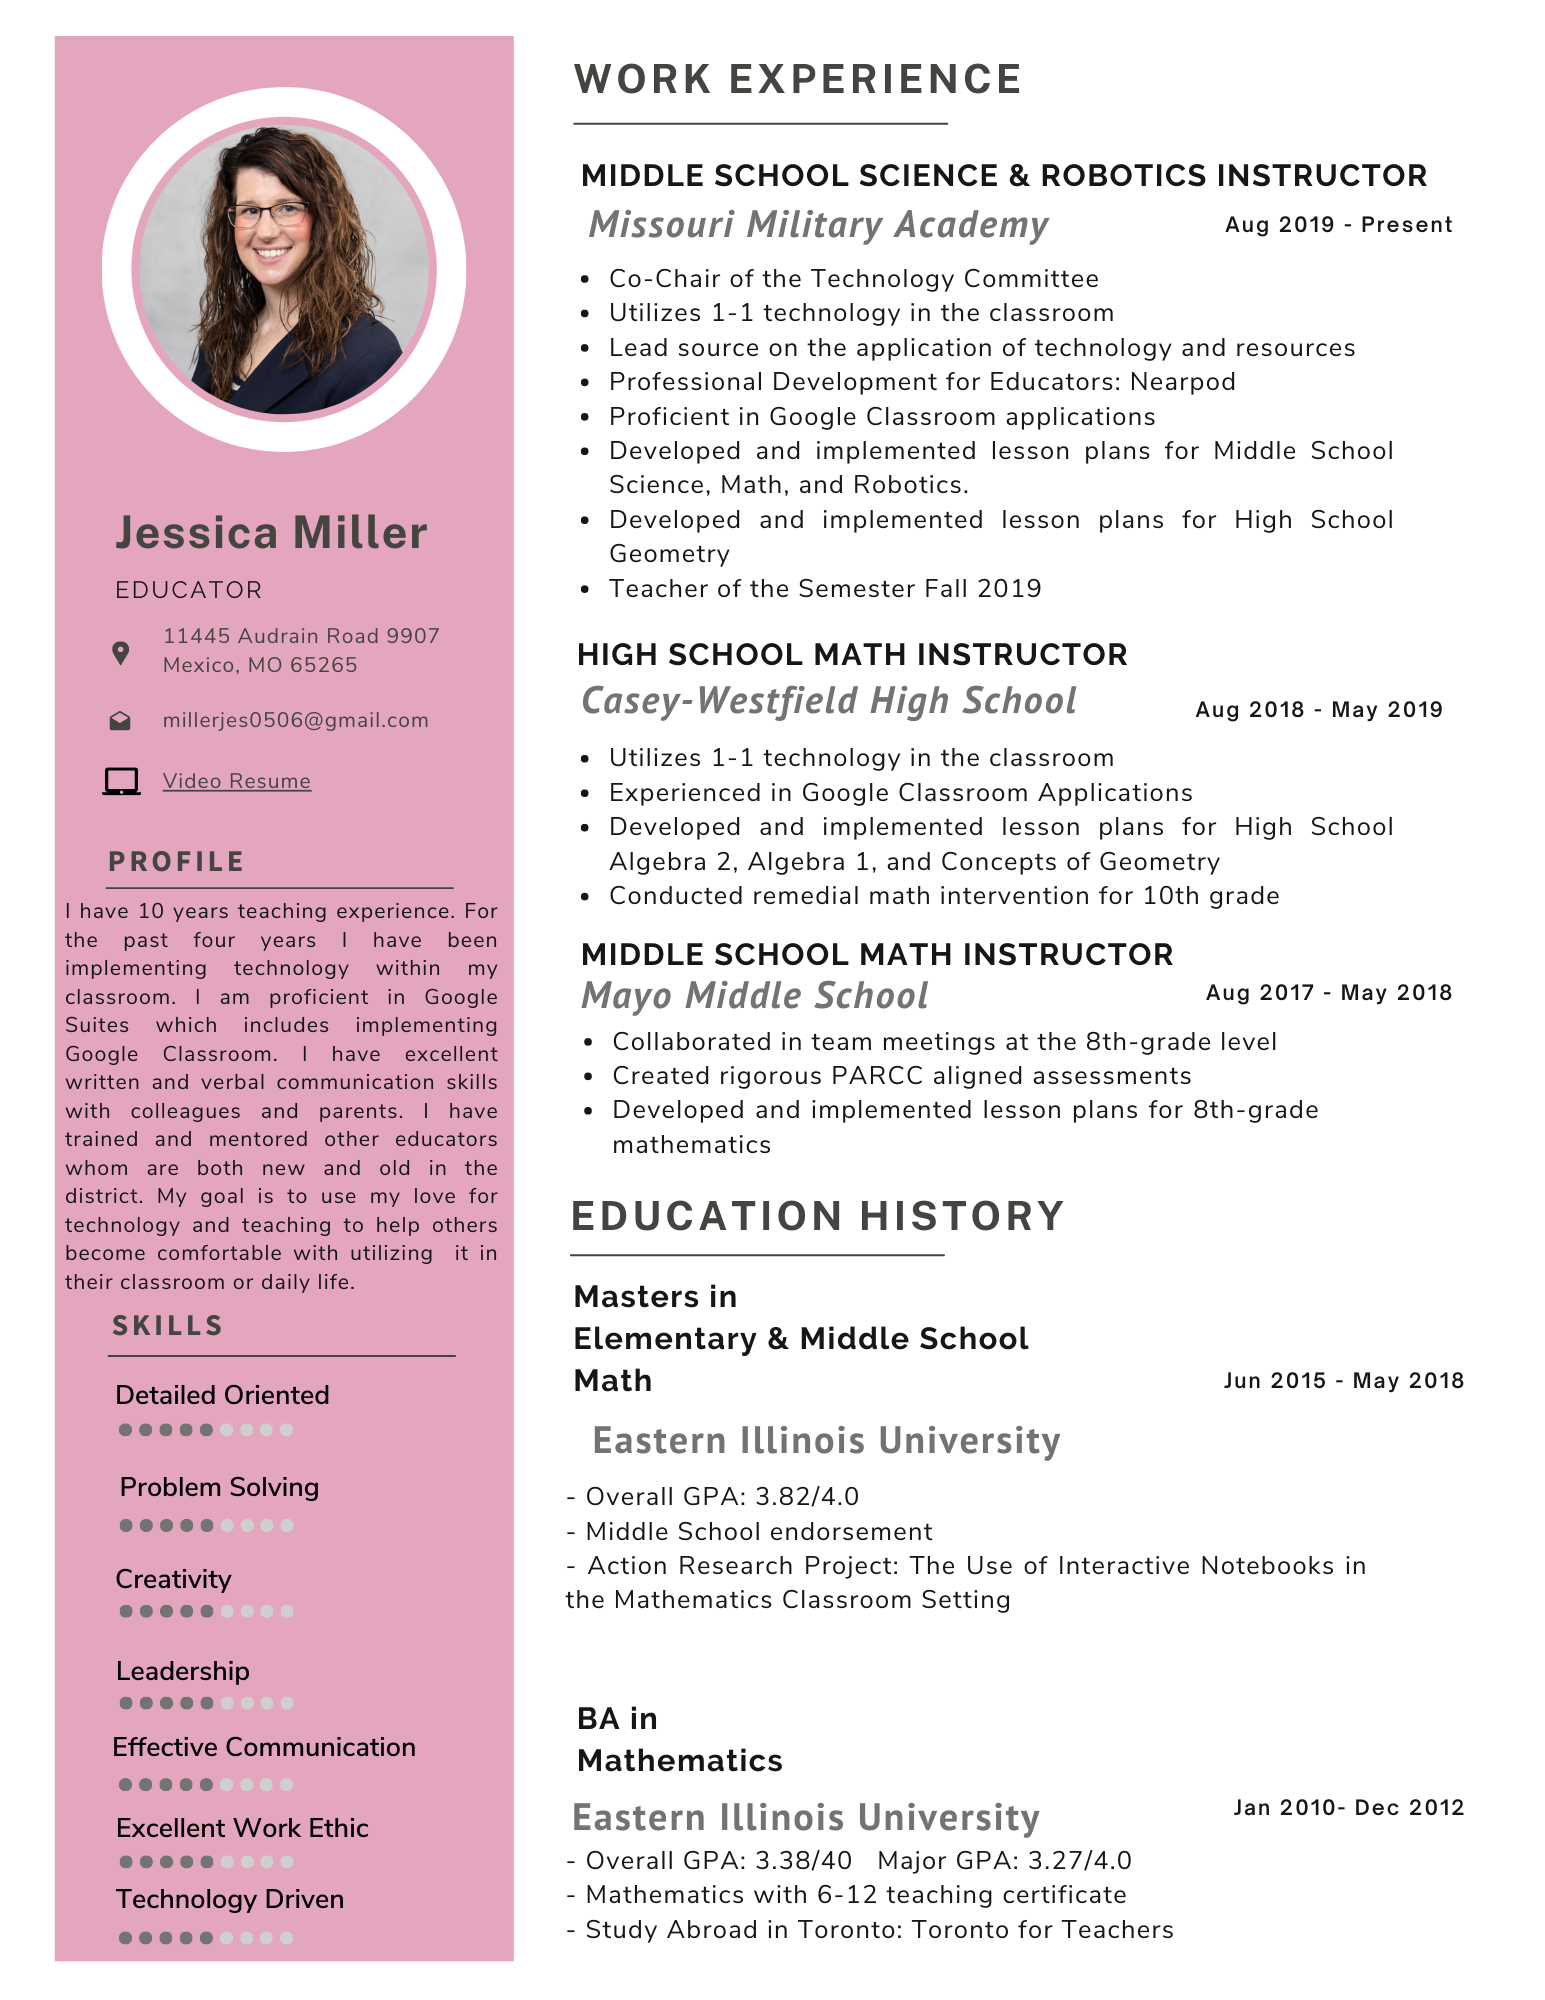 Jessica Miller
EDUCATOR
11445 Audrain Road 9907
Mexico, MO 65265
millerjes0506@gmail.com
Video Resume
PROFILE
I have 10 years teaching experience. For
the past four years I have been
implementing technology within my
classroom. I am proficient in Google
Suites which includes implementing
Google Classroom. I have excellent
written and verbal communication skills
with colleagues and parents. I have
trained and mentored other educators
whom are both new and old in the
district. My goal is to use my love for
technology and teaching to help others
become comfortable with utilizing it in
their classroom or daily life.
SKILLS
Detailed Oriented
Problem Solving
Creativity
Leadership
Effective Communication
Excellent Work Ethic
Technology Driven
WORK EXPERIENCE
MIDDLE SCHOOL SCIENCE & ROBOTICS INSTRUCTOR
Missouri Military Academy Aug 2019 - Present
• Co-Chair of the Technology Committee
• Utilizes 1-1 technology in the classroom
• Lead source on the application of technology and resources
• Professional Development for Educators: Nearpod
• Proficient in Google Classroom applications
• Developed and implemented lesson plans for Middle School
Science, Math, and Robotics.
• Developed and implemented lesson plans for High School
Geometry
• Teacher of the Semester Fall 2019
HIGH SCHOOL MATH INSTRUCTOR
Casey-Westfield High School Aug 2018 - May 2019
• Utilizes 1-1 technology in the classroom
• Experienced in Google Classroom Applications
• Developed and implemented lesson plans for High School
Algebra 2, Algebra 1, and Concepts of Geometry
• Conducted remedial math intervention for 10th grade
MIDDLE SCHOOL MATH INSTRUCTOR
Mayo Middle School Aug 2017 - May 2018
• Collaborated in team meetings at the 8th-grade level
• Created rigorous PARCC aligned assessments
• Developed and implemented lesson plans for 8th-grade
mathematics
EDUCATION HISTORY
Masters in
Elementary & Middle School
Math Jun 2015 - May 2018
Eastern Illinois University
- Overall GPA: 3.82/4.0
- Middle School endorsement
- Action Research Project: The Use of Interactive Notebooks in
the Mathematics Classroom Setting
BA in
Mathematics
Eastern Illinois University Jan 2010- Dec 2012
- Overall GPA: 3.38/40 Major GPA: 3.27/4.0
- Mathematics with 6-12 teaching certificate
- Study Abroad in Toronto: Toronto for Teachers